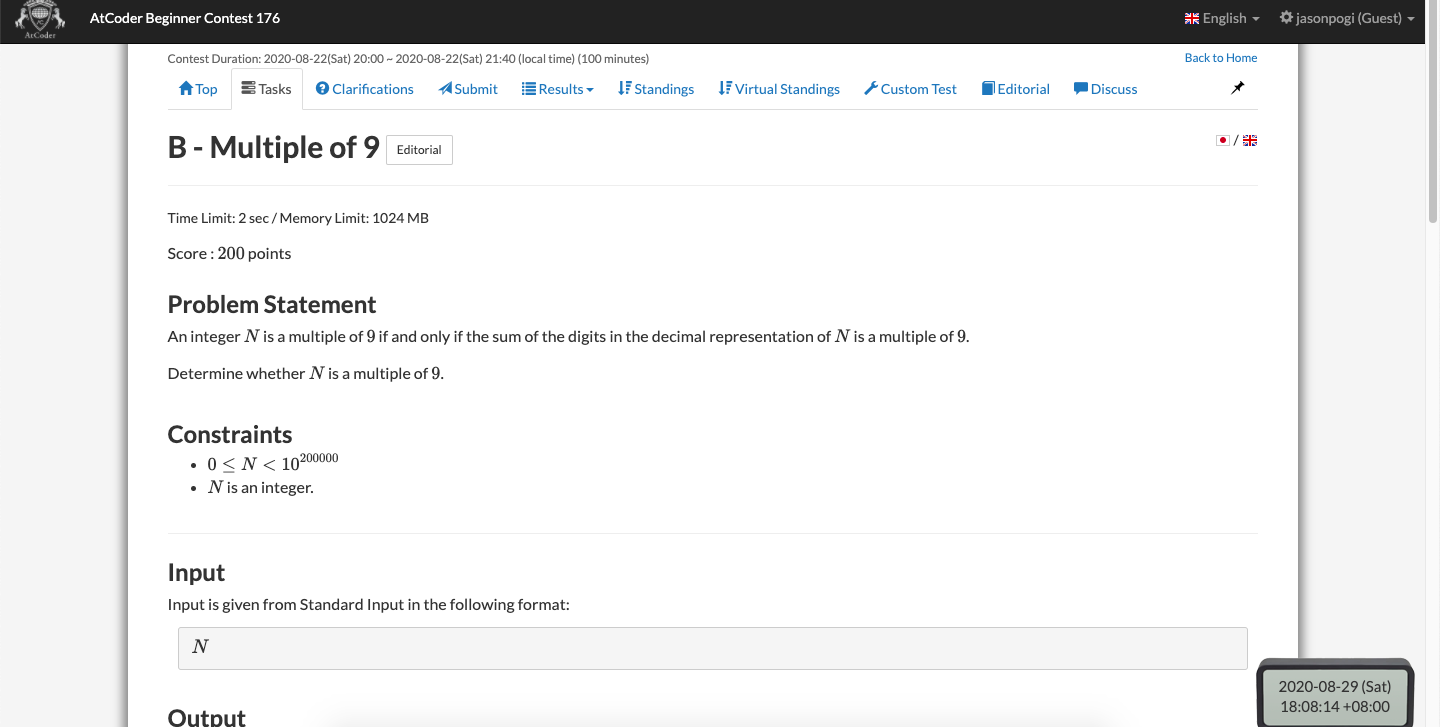 AtCoder
AtCoder Beginner Contest 176
English
jasonpogi (Guest)
Contest Duration: 2020-08-22(Sat) 20:00 ~ 2020-08-22(Sat) 21:40 (local time) (100 minutes)
Back to Home
Top
Tasks
Clarifications
Submit
Results
Standings
Virtual Standings
Custom Test
Editorial
Discuss
B - Multiple of 9
Editorial
/
Time Limit: 2 sec / Memory Limit: 1024 MB
Score : 200 points
Problem Statement
An integer N is a multiple of 9 if and only if the sum of the digits in the decimal representation of N is a multiple of 9.
Determine whether N is a multiple of 9.
Constraints
• 0 ≤ N < 10^200000
• N is an integer.
Input
Input is given from Standard Input in the following format:
N
Output
2020-08-29 (Sat)
18:08:14 +08:00